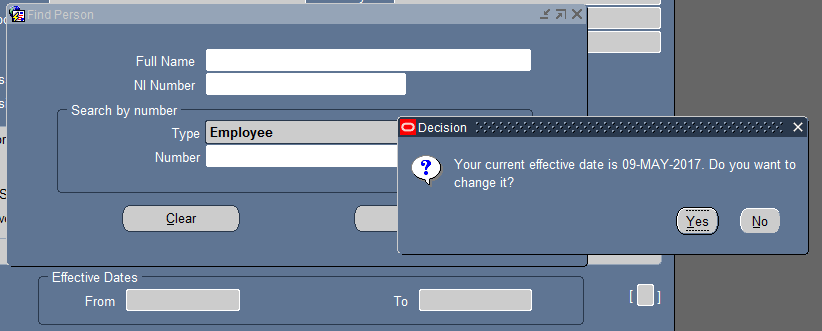 Find Person
Full Name
NI Number
Search by number
Type Employee
Number
Clear
Decision
Your current effective date is 09-MAY-2017. Do you want to
change it?
Yes No
Effective Dates
From To
[ ]